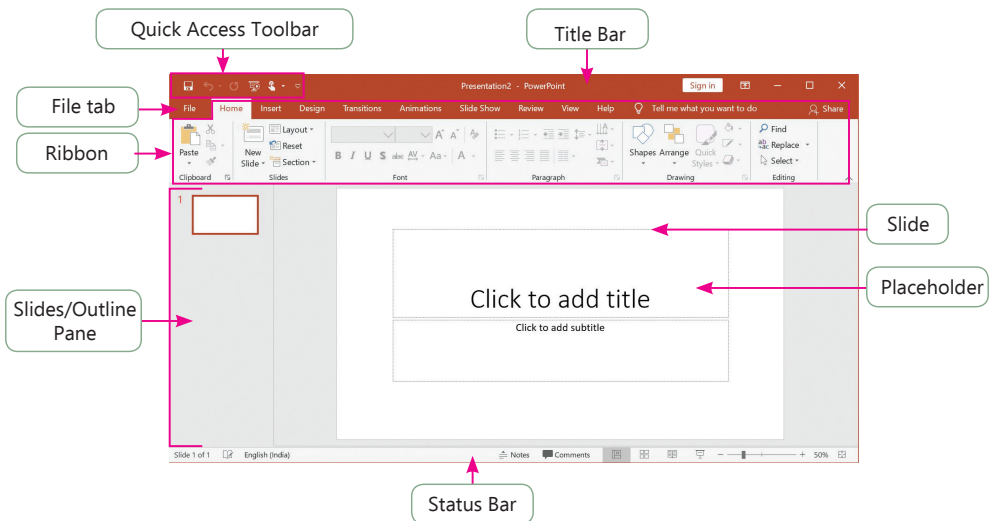 Quick Access Toolbar
Title Bar
Presentation2 - PowerPoint
Sign in
File tab
File Home Insert Design Transitions Animations Slide Show Review View Help Tell me what you want to do Share
Ribbon
Paste
New
Slide
Layout
Reset
Section
B I U S abc AV Aa A
A A
Shapes Arrange Quick
Styles
Find
Replace
Select
Clipboard Slides Font Paragraph Drawing Editing
1
Slide
Placeholder
Click to add title
Click to add subtitle
Slides/Outline
Pane
Slide 1 of 1 English (India) Notes Comments 50%
Status Bar